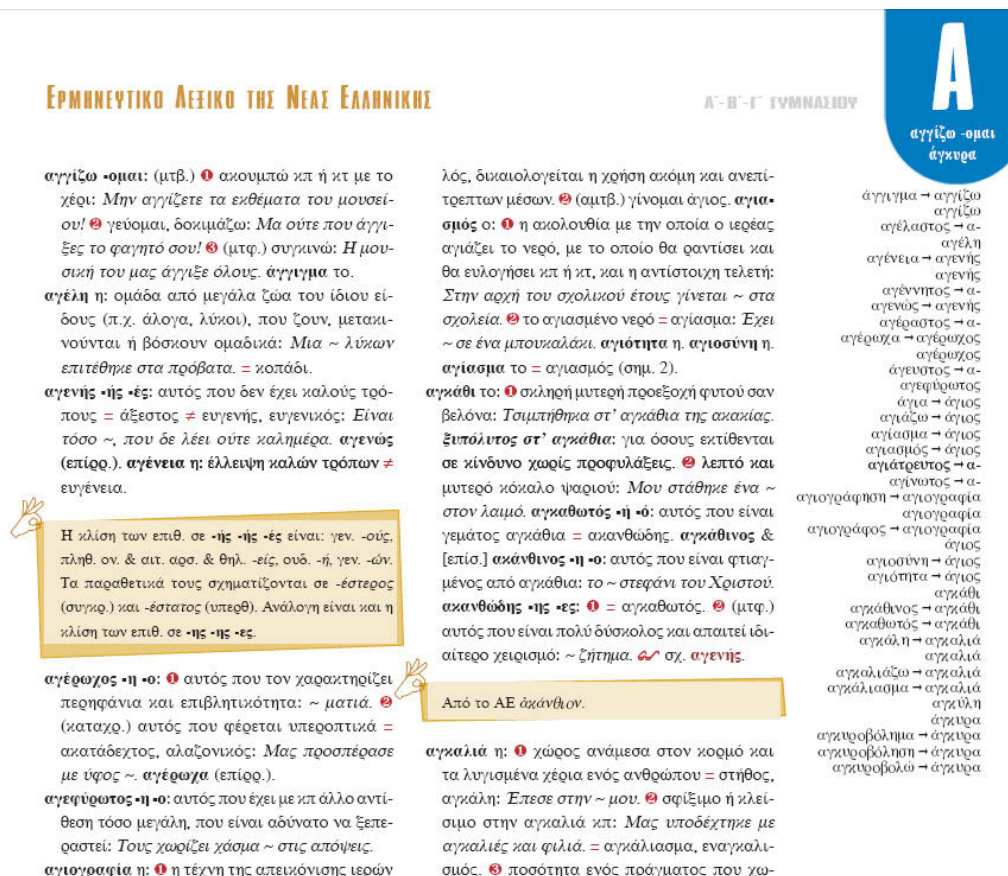 ΕΡΜΗΝΕΥΤΙΚΟ ΛΕΞΙΚΟ ΤΗΣ ΝΕΑΣ ΕΛΛΗΝΙΚΗΣ
Α΄- Β΄- Γ΄ ΓΥΜΝΑΣΙΟΥ
Α
αγγίζω -ομαι
άγκυρα
αγγίζω -ομαι: (μτβ.) ❶ ακουμπώ κπ ή κτ με το
χέρι: Μην αγγίζετε τα εκθέματα του μουσεί-
ου! ❷ γεύομαι, δοκιμάζω: Μα ούτε που άγγι-
ξες το φαγητό σου! ❸ (μτφ.) συγκινώ: Η μου-
σική του μας άγγιξε όλους. άγγιγμα το.
αγέλη η: ομάδα από μεγάλα ζώα του ίδιου εί-
δους (π.χ. άλογα, λύκοι), που ζουν, μετακι-
νούνται ή βόσκουν ομαδικά: Μια ~ λύκων
επιτέθηκε στα πρόβατα. = κοπάδι.
αγενής -ής -ές: αυτός που δεν έχει καλούς τρό-
πους = άξεστος ≠ ευγενής, ευγενικός: Είναι
τόσο ~, που δε λέει ούτε καλημέρα. αγενώς
(επίρρ.). αγένεια η: έλλειψη καλών τρόπων ≠
ευγένεια.
Η κλίση των επιθ. σε -ής -ής -ές είναι: γεν. -ούς,
πληθ. ον. & αιτ. αρσ. & θηλ. -είς, ουδ. -ή, γεν. -ών.
Τα παραθετικά τους σχηματίζονται σε -έστερος
(συγκρ.) και -έστατος (υπερθ). Ανάλογη είναι και η
κλίση των επιθ. σε -ης -ης -ες.
αγέρωχος -η -ο: ❶ αυτός που τον χαρακτηρίζει
περηφάνια και επιβλητικότητα: ~ ματιά. ❷
(καταχρ.) αυτός που φέρεται υπεροπτικά =
ακατάδεχτος, αλαζονικός: Μας προσπέρασε
με ύφος ~. αγέρωχα (επίρρ.).
αγεφύρωτος -η -ο: αυτός που έχει με κπ άλλο αντί-
θεση τόσο μεγάλη, που είναι αδύνατο να ξεπε-
ραστεί: Τους χωρίζει χάσμα ~ στις απόψεις.
αγιογραφία η: ❶ η τέχνη της απεικόνισης ιερών
λός, δικαιολογείται η χρήση ακόμη και ανεπί-
τρεπτων μέσων. ❷ (αμτβ.) γίνομαι άγιος. αγια-
σμός ο: ❶ η ακολουθία με την οποία ο ιερέας
αγιάζει το νερό, με το οποίο θα ραντίσει και
θα ευλογήσει κπ ή κτ, και η αντίστοιχη τελετή:
Στην αρχή του σχολικού έτους γίνεται ~ στα
σχολεία. ❷ το αγιασμένο νερό = αγίασμα: Έχει
~ σε ένα μπουκαλάκι. αγιότητα η. αγιοσύνη η.
αγίασμα το = αγιασμός (σημ. 2).
αγκάθι το: ❶ σκληρή μυτερή προεξοχή φυτού σαν
βελόνα: Τσιμπήθηκα στ' αγκάθια της ακακίας.
ξυπόλυτος στ' αγκάθια: για όσους εκτίθενται
σε κίνδυνο χωρίς προφυλάξεις. ❷ λεπτό και
μυτερό κόκαλο ψαριού: Μου στάθηκε ένα ~
στον λαιμό. αγκαθωτός -ή -ό: αυτός που είναι
γεμάτος αγκάθια = ακανθώδης. αγκάθινος &
[επίσ.] ακάνθινος -η -ο: αυτός που είναι φτιαγ-
μένος από αγκάθια: το ~ στεφάνι του Χριστού.
ακανθώδης -ης -ες: ❶ = αγκαθωτός. ❷ (μτφ.)
αυτός που είναι πολύ δύσκολος και απαιτεί ιδι-
αίτερο χειρισμό: ~ ζήτημα. σχ. αγενής.
Από το ΑΕ ἀκάνθιον.
αγκαλιά η: ❶ χώρος ανάμεσα στον κορμό και
τα λυγισμένα χέρια ενός ανθρώπου = στήθος,
αγκάλη: Έπεσε στην ~ μου. ❷ σφίξιμο ή κλεί-
σιμο στην αγκαλιά κπ: Μας υποδέχτηκε με
αγκαλιές και φιλιά. = αγκάλιασμα, εναγκαλι-
σμός. ❸ ποσότητα ενός πράγματος που χω-
άγγιγμα → αγγίζω
αγγίζω
αγέλαστος → α-
αγέλη
αγένεια → αγενής
αγενής
αγέννητος → α-
αγενώς → αγενής
αγέραστος → α-
αγέρωχα → αγέρωχος
αγέρωχος
άγευστος → α-
αγεφύρωτος
άγια → άγιος
αγιάζω → άγιος
αγίασμα → άγιος
αγιασμός → άγιος
αγιάτρευτος → α-
αγίνωτος → α-
αγιογράφηση → αγιογραφία
αγιογραφία
αγιογράφος → αγιογραφία
άγιος
αγιοσύνη → άγιος
αγιότητα → άγιος
αγκάθι
αγκάθινος → αγκάθι
αγκαθωτός → αγκάθι
αγκάλη → αγκαλιά
αγκαλιά
αγκαλιάζω → αγκαλιά
αγκάλιασμα → αγκαλιά
αγκύλη
άγκυρα
αγκυροβόλημα → άγκυρα
αγκυροβόληση → άγκυρα
αγκυροβολώ → άγκυρα